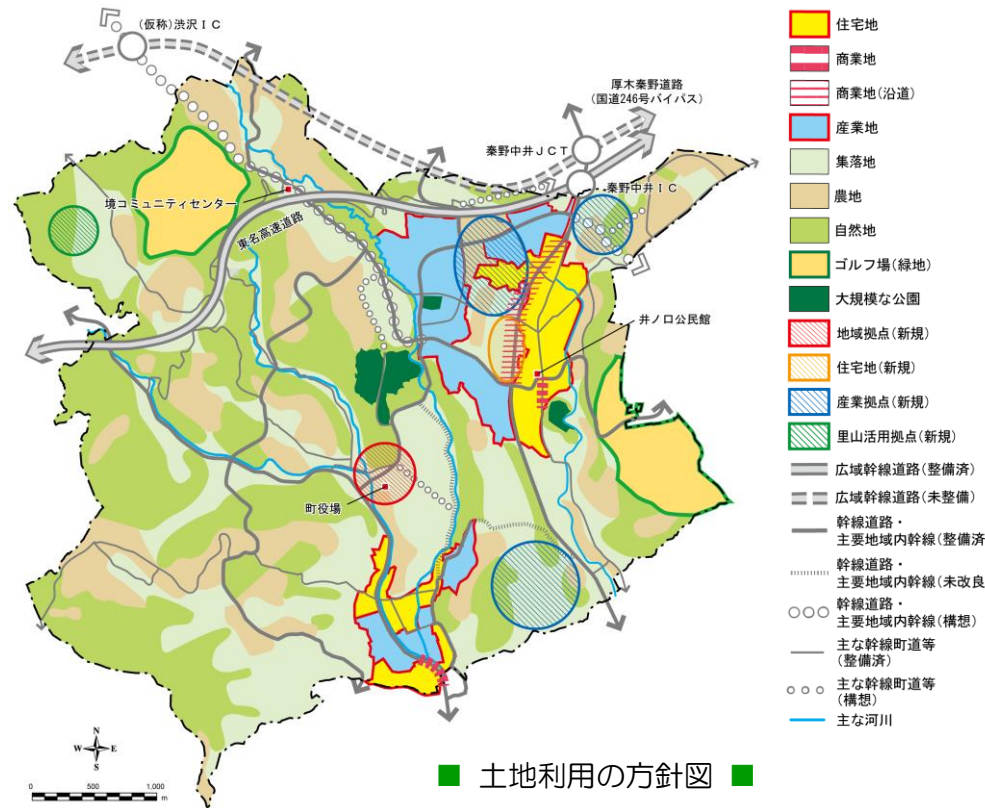 (仮称)渋沢IC
厚木秦野道路
(国道246号バイパス)
秦野中井JCT
秦野中井IC
境コミュニティセンター
東名高速道路
井ノ口公民館
町役場
N
W E
S
0 500 1,000
m
■ 土地利用の方針図 ■
住宅地
商業地
商業地(沿道)
産業地
集落地
農地
自然地
ゴルフ場(緑地)
大規模な公園
地域拠点(新規)
住宅地(新規)
産業拠点(新規)
里山活用拠点(新規)
広域幹線道路(整備済)
広域幹線道路(未整備)
幹線道路・
主要地域内幹線(整備済
幹線道路・
主要地域内幹線(未改良
幹線道路・
主要地域内幹線(構想)
主な幹線町道等
(整備済)
主な幹線町道等
(構想)
主な河川